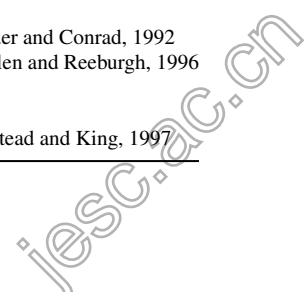 er and Conrad, 1992
len and Reeburgh, 1996
tead and King, 1997
jesc.ac.cn